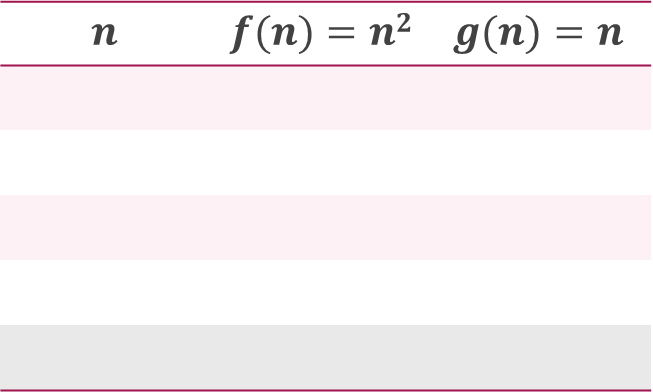 n f(n) = n² g(n) = n